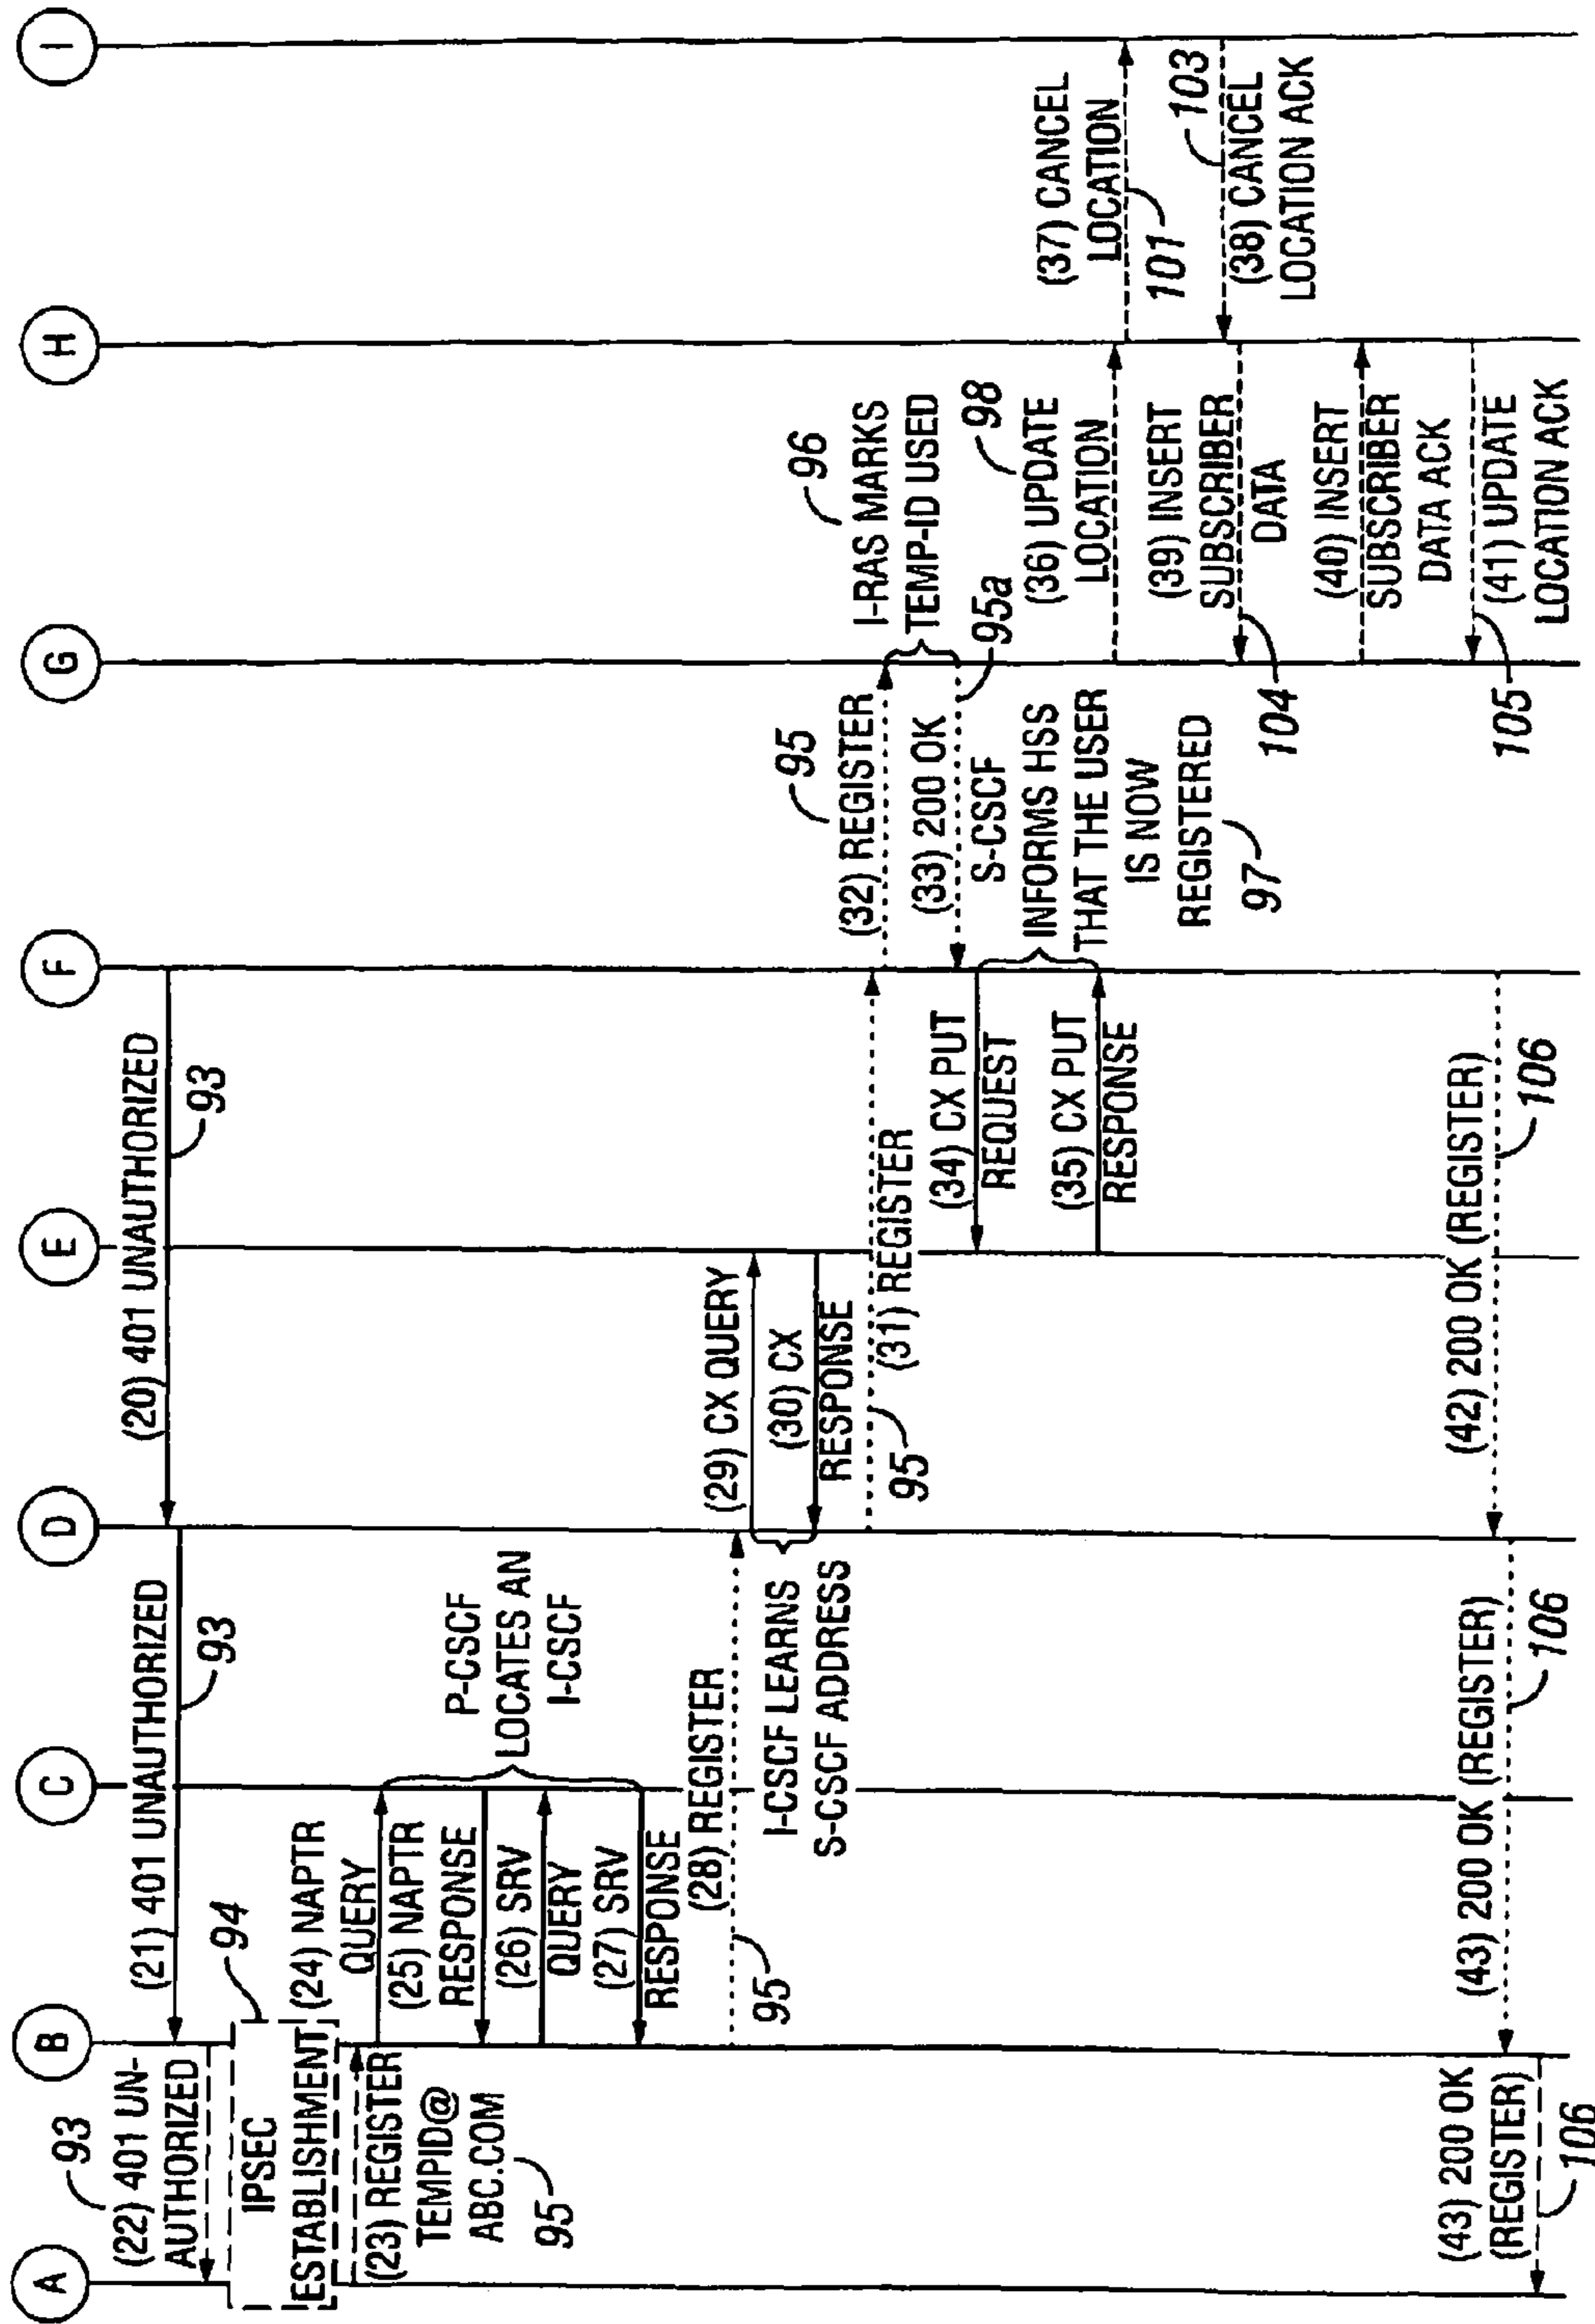 A
B
C
D
E
F
G
H
I
(20) 401 UNAUTHORIZED
93
(21) 401 UNAUTHORIZED
93
93
(22) 401 UN-
AUTHORIZED
IPSEC
ESTABLISHMENT
94
(23) REGISTER
TEMPID@
ABC.COM
95
(24) NAPTR
QUERY
(25) NAPTR
RESPONSE
(26) SRV
QUERY
(27) SRV
RESPONSE
P-CSCF
LOCATES AN
I-CSCF
(28) REGISTER
95
(29) CX QUERY
(30) CX
RESPONSE
I-CSCF LEARNS
S-CSCF ADDRESS
(31) REGISTER
95
(32) REGISTER
95
I-RAS MARKS
TEMP-ID USED
96
(33) 200 OK
95a
S-CSCF
INFORMS HSS
THAT THE USER
IS NOW
REGISTERED
97
(34) CX PUT
REQUEST
(35) CX PUT
RESPONSE
(36) UPDATE
LOCATION
98
(37) CANCEL
LOCATION
101
103
(38) CANCEL
LOCATION ACK
(39) INSERT
SUBSCRIBER
DATA
104
(40) INSERT
SUBSCRIBER
DATA ACK
(41) UPDATE
LOCATION ACK
105
(42) 200 OK (REGISTER)
106
(43) 200 OK (REGISTER)
106
(43) 200 OK
(REGISTER)
106